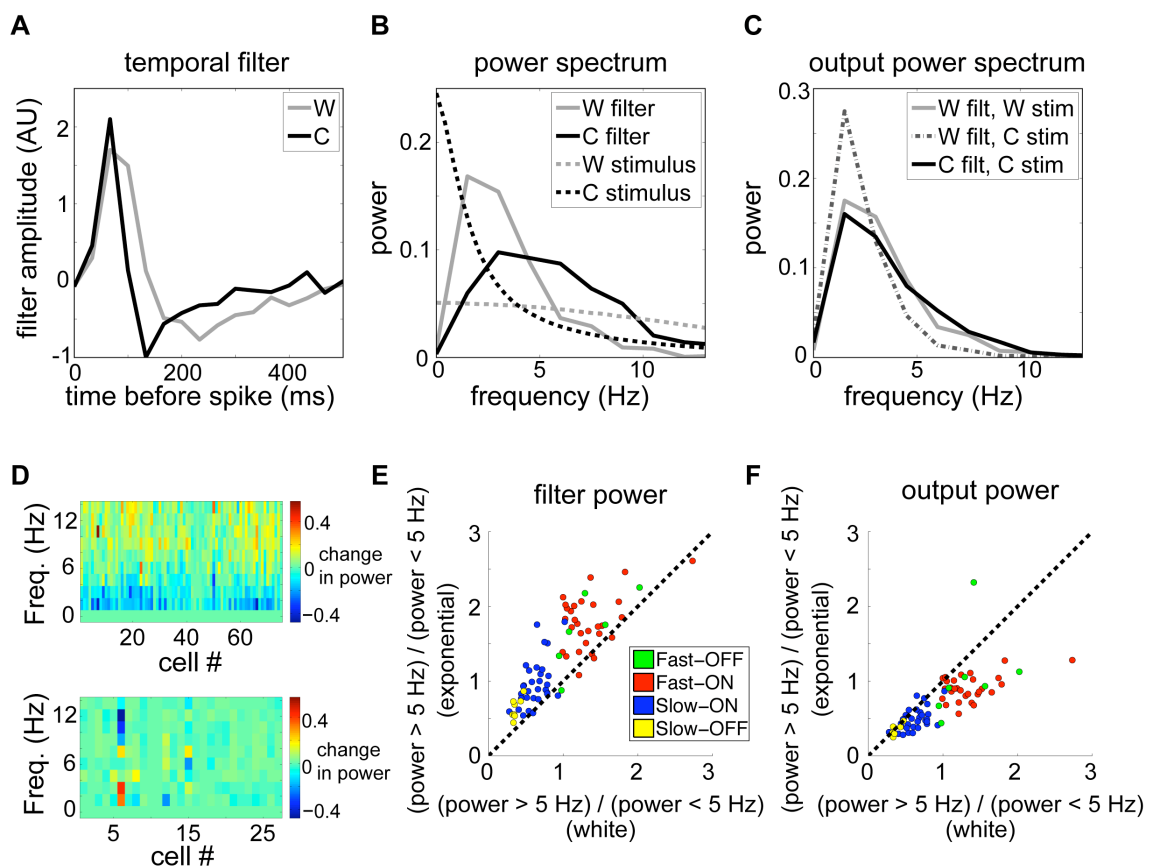 A
temporal filter
W
C
filter amplitude (AU)
2
1
0
-1
0
200
400
time before spike (ms)
B
power spectrum
W filter
C filter
W stimulus
C stimulus
power
0.2
0.1
0
0
5
10
frequency (Hz)
C
output power spectrum
W filt, W stim
W filt, C stim
C filt, C stim
power
0.3
0.2
0.1
0
0
5
10
frequency (Hz)
D
Freq. (Hz)
12
6
0
20
40
60
cell #
0.4
change
in power
−0.4
Freq. (Hz)
12
6
0
5
15
25
cell #
0.4
change
in power
−0.4
E
filter power
(power > 5 Hz) / (power < 5 Hz)
(exponential)
3
2
1
0
0
1
2
3
Fast−OFF
Fast−ON
Slow−ON
Slow−OFF
(power > 5 Hz) / (power < 5 Hz)
(white)
F
output power
(power > 5 Hz) / (power < 5 Hz)
(exponential)
3
2
1
0
0
1
2
3
(power > 5 Hz) / (power < 5 Hz)
(white)